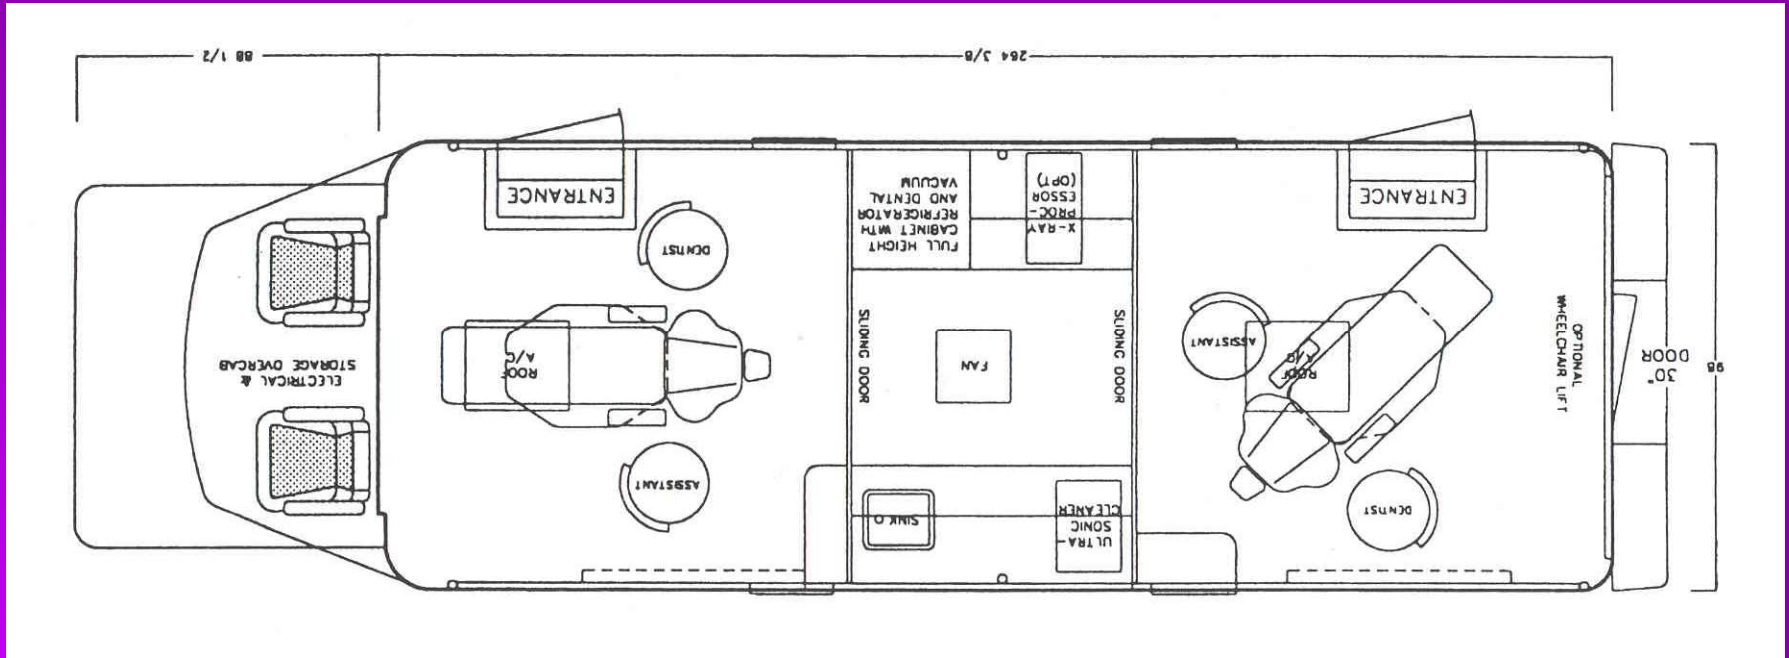 88 1/2
264 3/8
ENTRANCE
DENTIST
ROOF
A/C
ASSISTANT
ELECTRICAL &
STORAGE OVERCAB
FULL HEIGHT
CABINET WITH
REFRIGERATOR
AND DENTAL
VACUUM
X-RAY
PROC-
ESSOR
(OPT)
SLIDING DOOR
FAN
SLIDING DOOR
SINK
ULTRA-
SONIC
CLEANER
ENTRANCE
ASSISTANT
ROOF
A/C
DENTIST
OPTIONAL
WHEELCHAIR LIFT
30"
DOOR
96